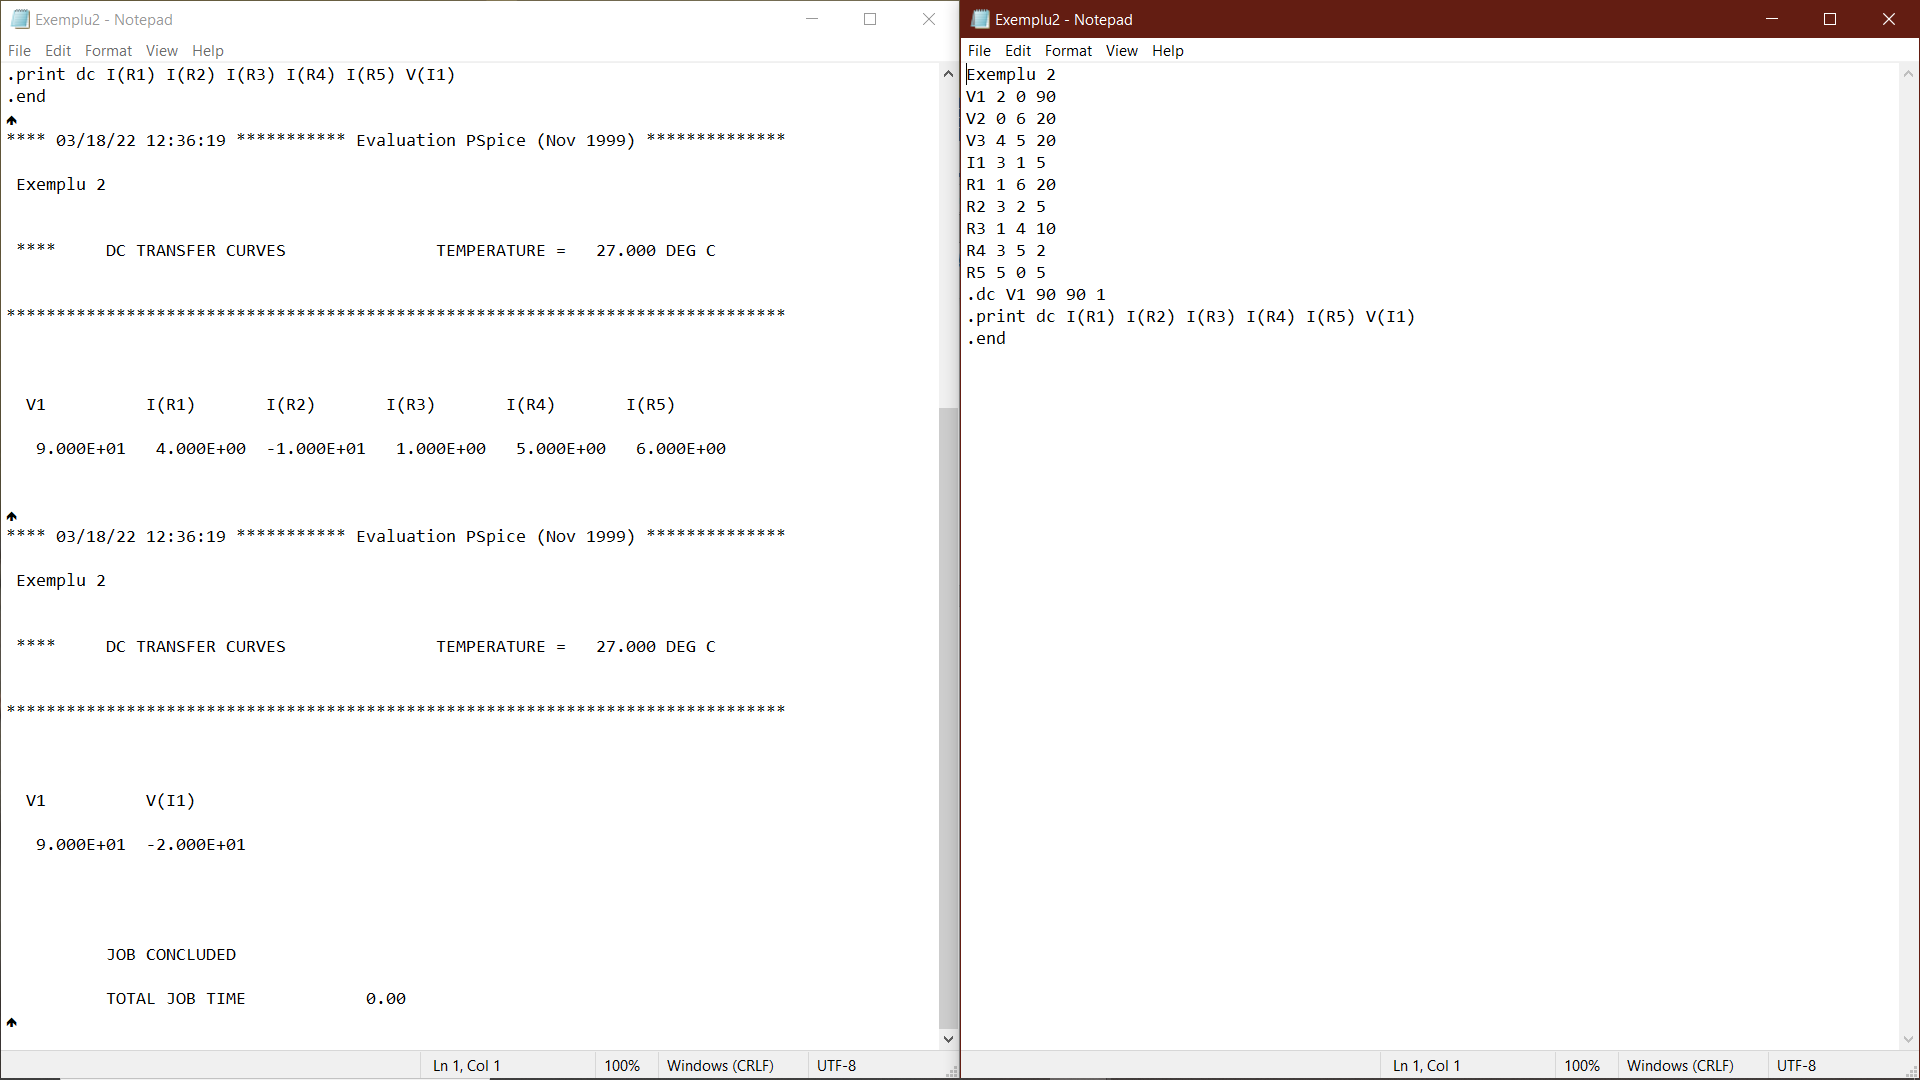 Exemplu2 - Notepad
File Edit Format View Help
.print dc I(R1) I(R2) I(R3) I(R4) I(R5) V(I1)
.end
**** 03/18/22 12:36:19 *********** Evaluation PSpice (Nov 1999) **************
Exemplu 2
**** DC TRANSFER CURVES TEMPERATURE = 27.000 DEG C
******************************************************************************
V1 I(R1) I(R2) I(R3) I(R4) I(R5)
9.000E+01 4.000E+00 -1.000E+01 1.000E+00 5.000E+00 6.000E+00
**** 03/18/22 12:36:19 *********** Evaluation PSpice (Nov 1999) **************
Exemplu 2
**** DC TRANSFER CURVES TEMPERATURE = 27.000 DEG C
******************************************************************************
V1 V(I1)
9.000E+01 -2.000E+01
JOB CONCLUDED
TOTAL JOB TIME 0.00
Ln 1, Col 1 100% Windows (CRLF) UTF-8
Exemplu2 - Notepad
File Edit Format View Help
Exemplu 2
V1 2 0 90
V2 0 6 20
V3 4 5 20
I1 3 1 5
R1 1 6 20
R2 3 2 5
R3 1 4 10
R4 3 5 2
R5 5 0 5
.dc V1 90 90 1
.print dc I(R1) I(R2) I(R3) I(R4) I(R5) V(I1)
.end
Ln 1, Col 1 100% Windows (CRLF) UTF-8